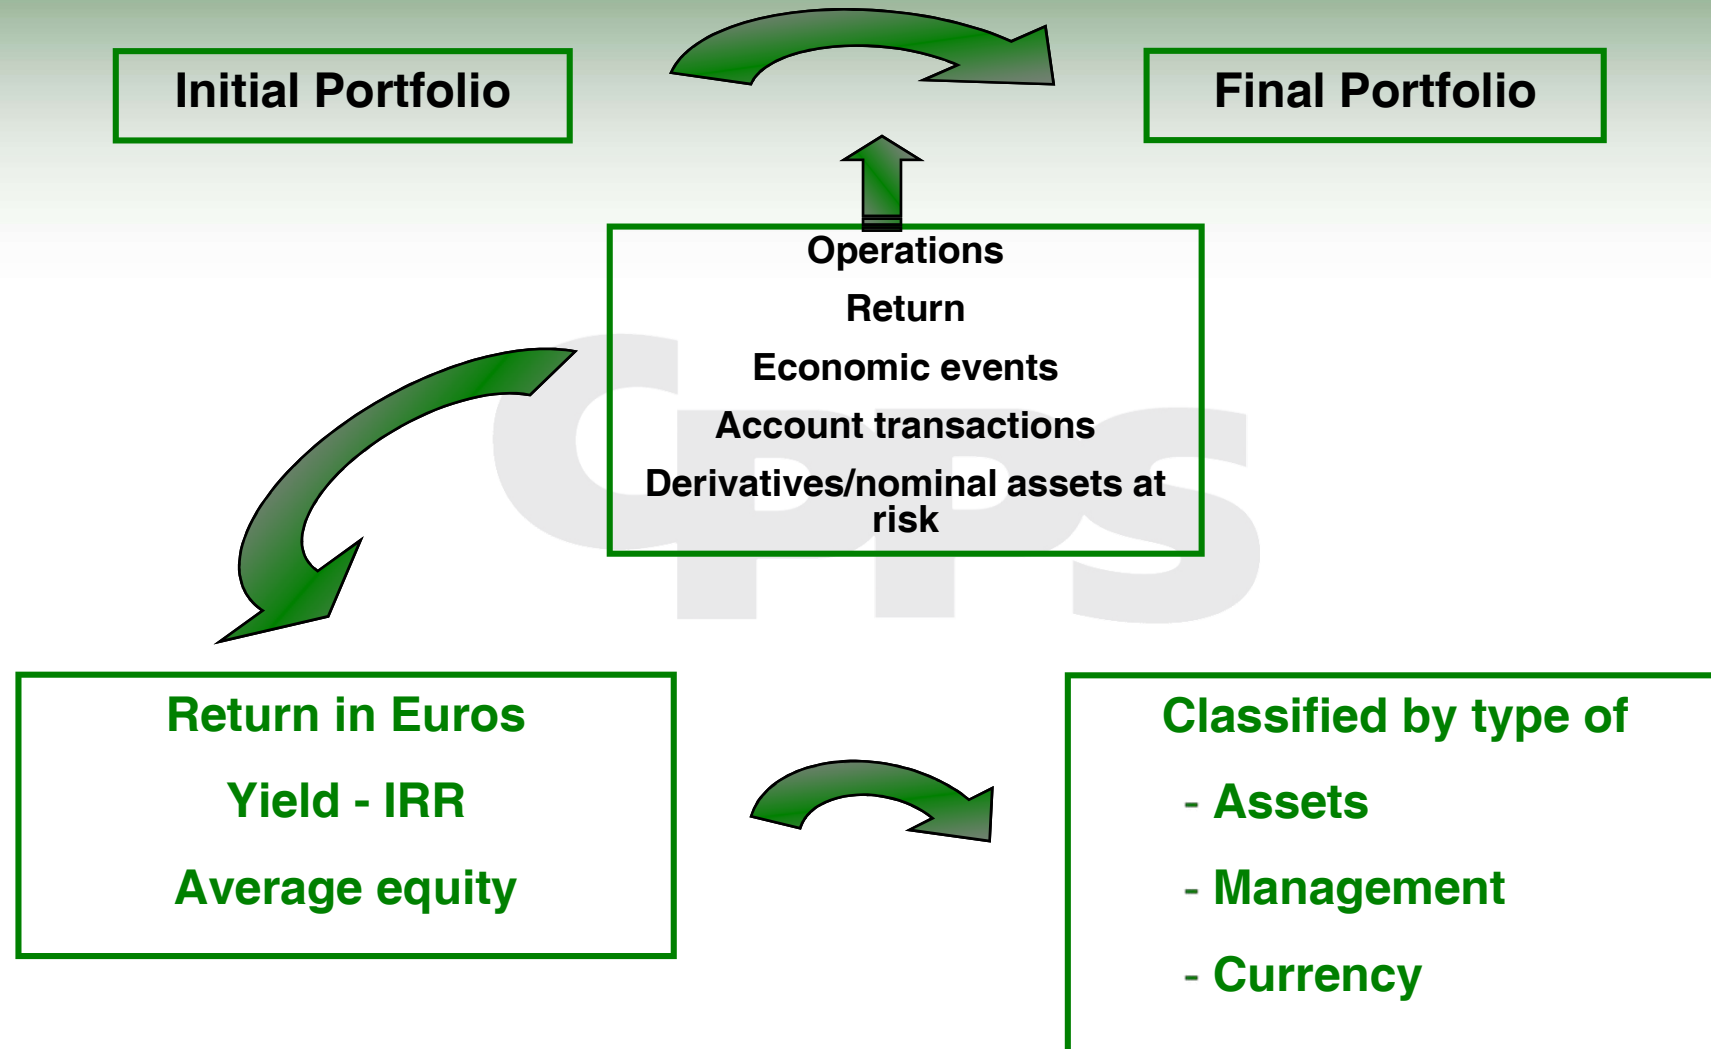 Initial Portfolio
Final Portfolio
Operations
Return
Economic events
Account transactions
Derivatives/nominal assets at
risk
CPPS
Return in Euros
Yield - IRR
Average equity
Classified by type of
- Assets
- Management
- Currency